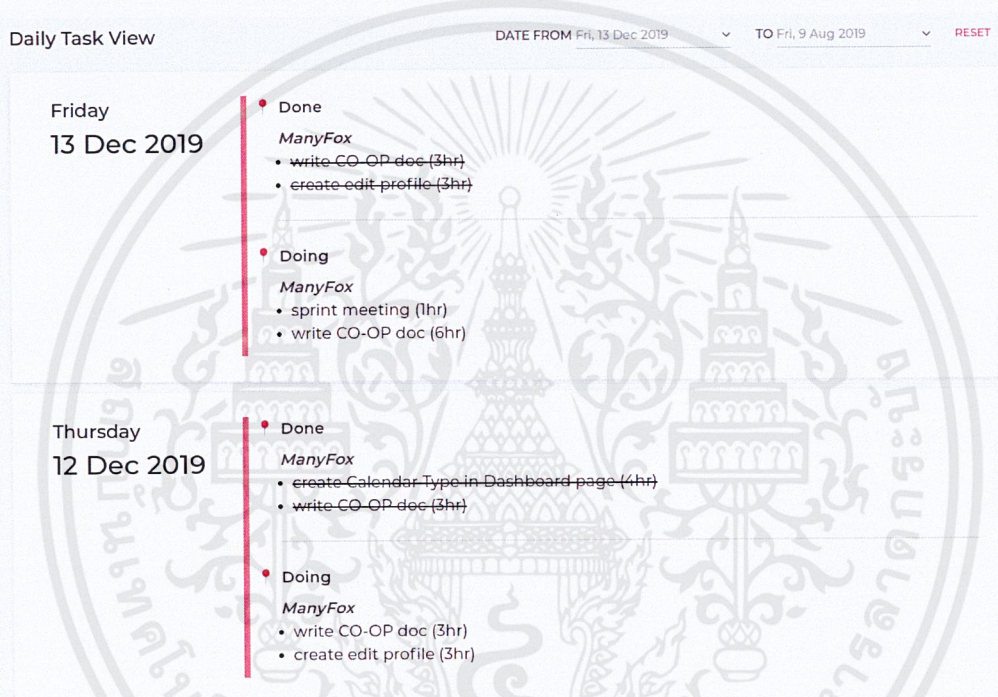 Daily Task View
DATE FROM Fri, 13 Dec 2019
TO Fri, 9 Aug 2019
RESET
Friday
13 Dec 2019
Done
ManyFox
write CO-OP doc (3hr)
create edit profile (3hr)
Doing
ManyFox
sprint meeting (1hr)
write CO-OP doc (6hr)
Thursday
12 Dec 2019
Done
ManyFox
create Calendar Type in Dashboard page (4hr)
write CO-OP doc (3hr)
Doing
ManyFox
write CO-OP doc (3hr)
create edit profile (3hr)